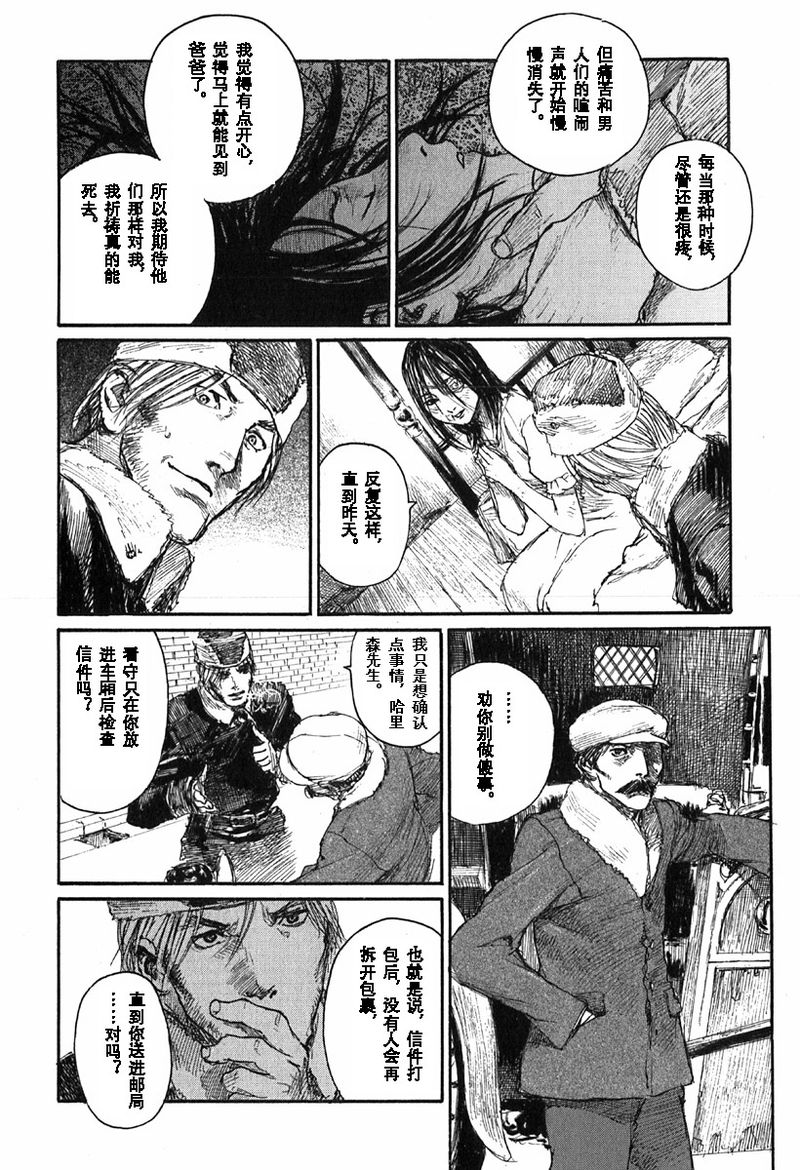 每当那种时候，
尽管还是很疼，
但痛苦和男
人们的喧闹
声就开始慢
慢消失了。
我觉得有点开心，
觉得马上就能见到
爸爸了。
所以我期待他
们那样对我，
我祈祷真的能
死去。
反复这样，
直到昨天。
……
劝你别做傻事。
我只是想确认
点事情，哈里
森先生。
看守只在你放
进车厢后检查
信件吗？
也就是说，信件打
包后，没有人会再
拆开包裹，
直到你送进邮局
……对吗？